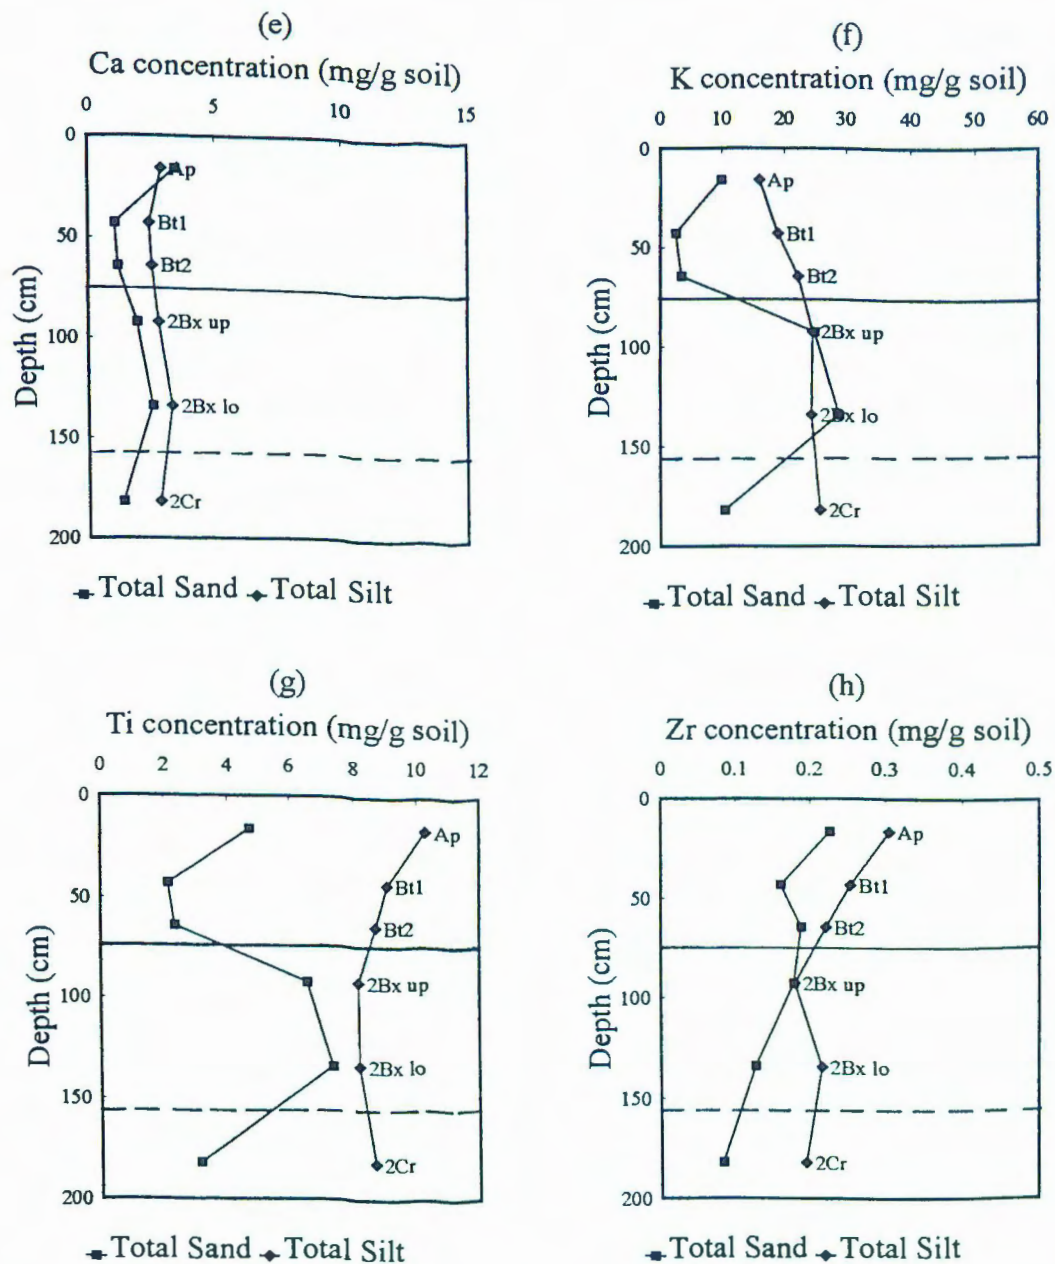 (e)
Ca concentration (mg/g soil)
0 5 10 15
0
50
100
150
200
Depth (cm)
Ap
Bt1
Bt2
2Bx up
2Bx lo
2Cr
Total Sand Total Silt
(f)
K concentration (mg/g soil)
0 10 20 30 40 50 60
0
50
100
150
200
Depth (cm)
Ap
Bt1
Bt2
2Bx up
2Bx lo
2Cr
Total Sand Total Silt
(g)
Ti concentration (mg/g soil)
0 2 4 6 8 10 12
0
50
100
150
200
Depth (cm)
Ap
Bt1
Bt2
2Bx up
2Bx lo
2Cr
Total Sand Total Silt
(h)
Zr concentration (mg/g soil)
0 0.1 0.2 0.3 0.4 0.5
0
50
100
150
200
Depth (cm)
Ap
Bt1
Bt2
2Bx up
2Bx lo
2Cr
Total Sand Total Silt